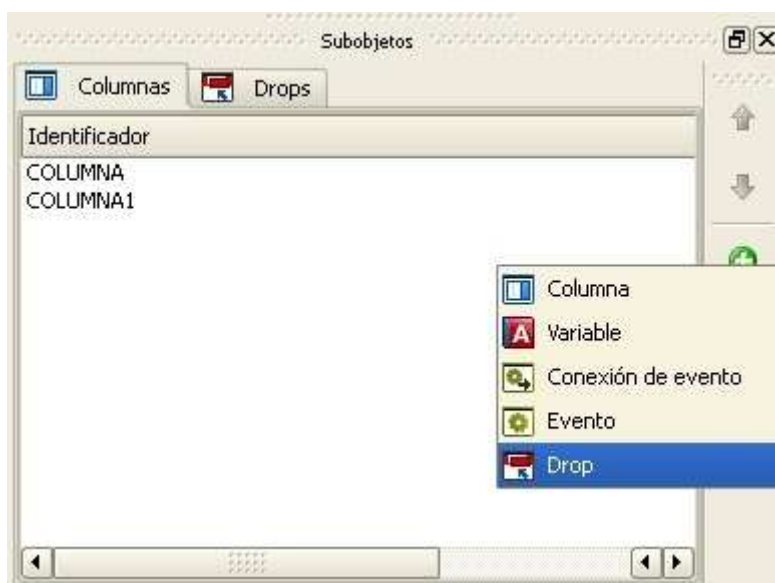 Subobjetos
Columnas
Drops
Identificador
COLUMNA
COLUMNA1
Columna
Variable
Conexión de evento
Evento
Drop